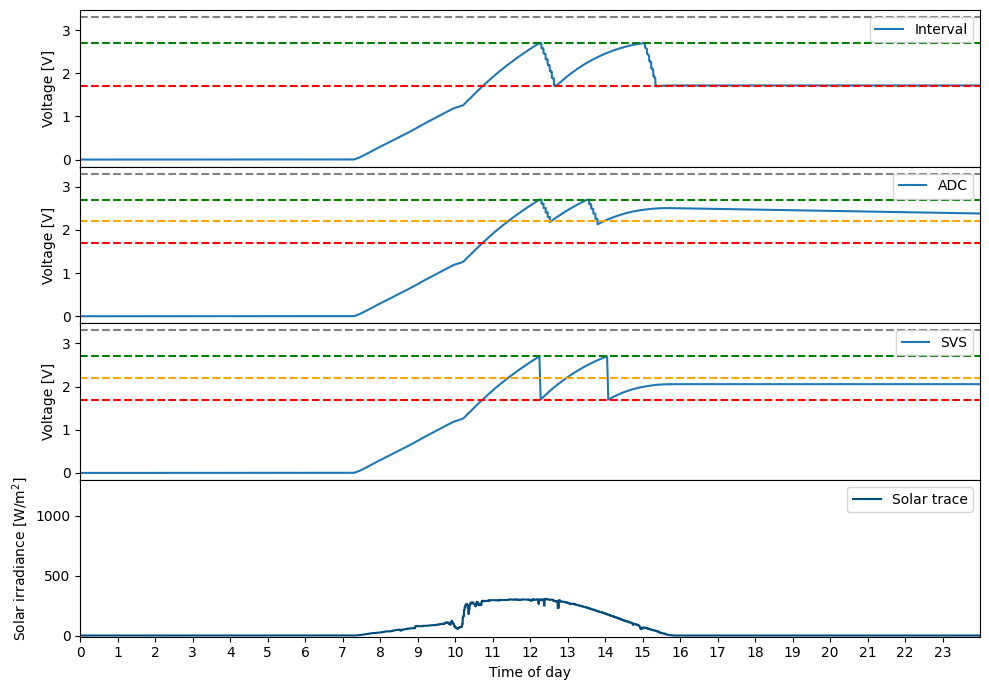 3
2
1
0
Voltage [V]
Interval
3
2
1
0
Voltage [V]
ADC
3
2
1
0
Voltage [V]
SVS
1000
500
0
Solar irradiance [W/m²]
Solar trace
0 1 2 3 4 5 6 7 8 9 10 11 12 13 14 15 16 17 18 19 20 21 22 23
Time of day